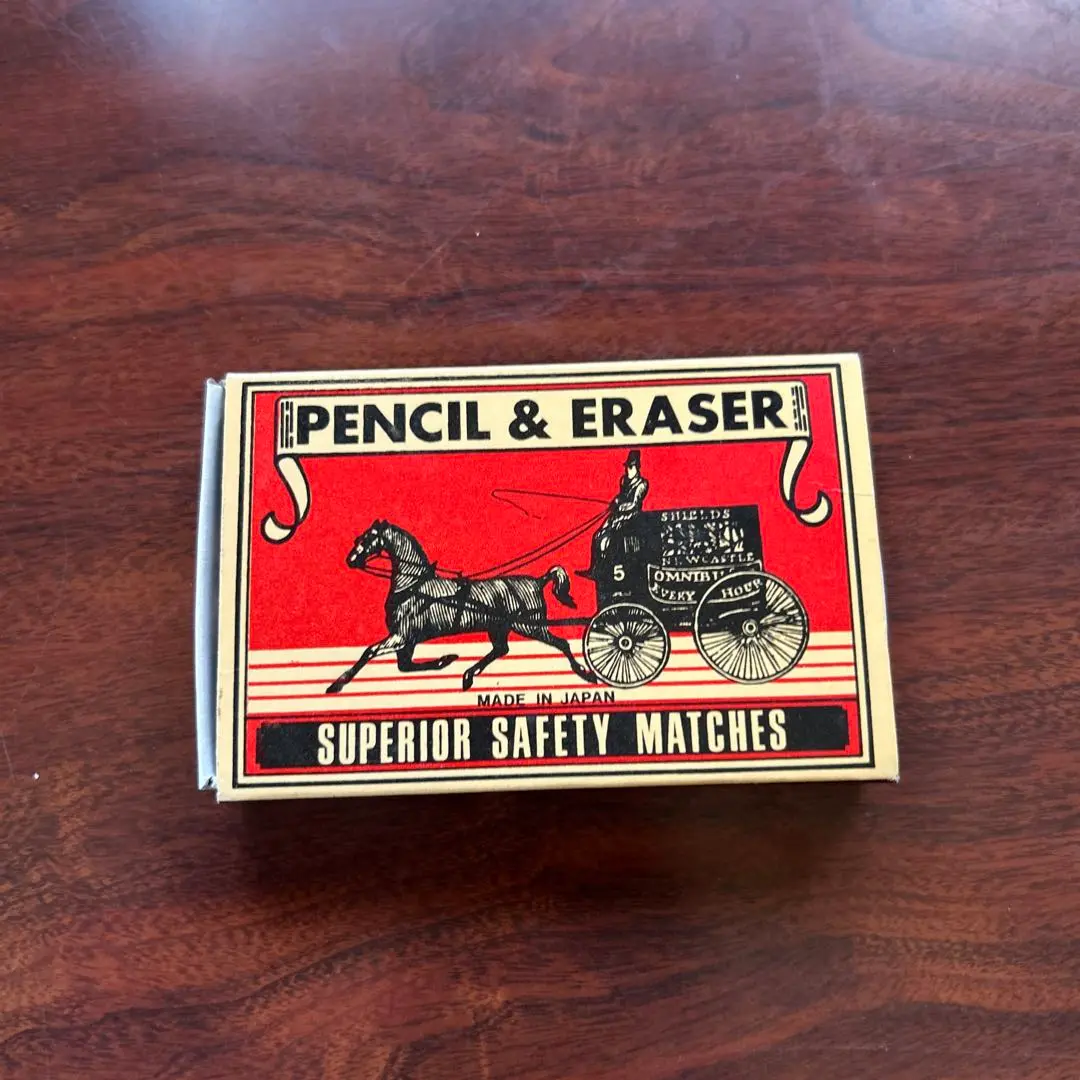 PENCIL & ERASER
SHIELDS
NEWCASTLE
5
OMNIBUS
EVERY HOUR
MADE IN JAPAN
SUPERIOR SAFETY MATCHES